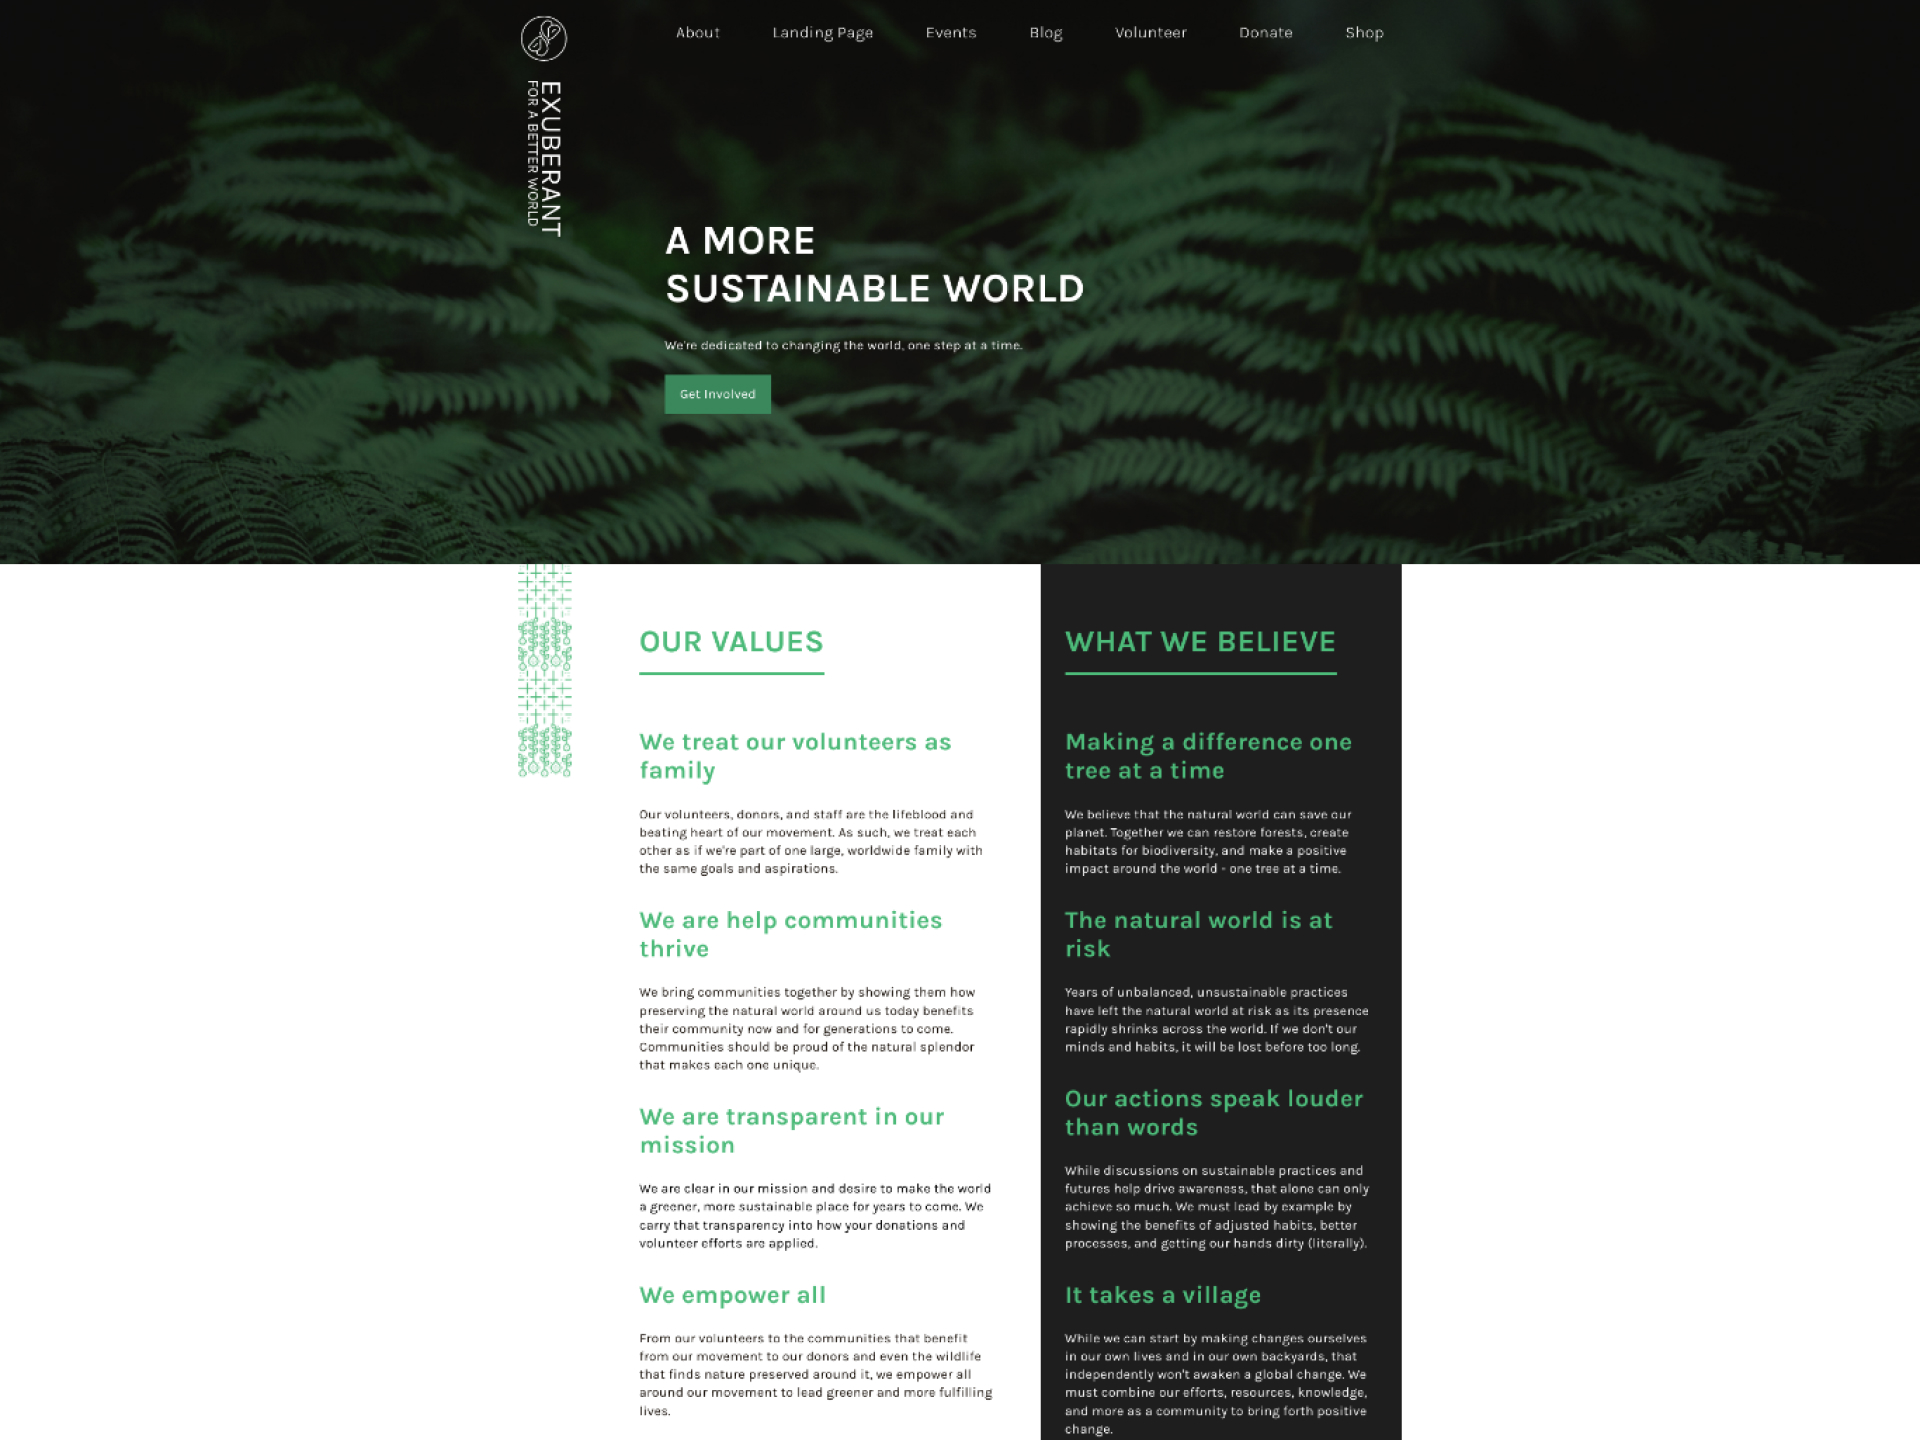 About
Landing Page
Events
Blog
Volunteer
Donate
Shop
EXUBERANT
FOR A BETTER WORLD
A MORE
SUSTAINABLE WORLD
We're dedicated to changing the world, one step at a time.
Get Involved
OUR VALUES
We treat our volunteers as
family
Our volunteers, donors, and staff are the lifeblood and
beating heart of our movement. As such, we treat each
other as if we're part of one large, worldwide family with
the same goals and aspirations.
We are help communities
thrive
We bring communities together by showing them how
preserving the natural world around us today benefits
their community now and for generations to come.
Communities should be proud of the natural splendor
that makes each one unique.
We are transparent in our
mission
We are clear in our mission and desire to make the world
a greener, more sustainable place for years to come. We
carry that transparency into how your donations and
volunteer efforts are applied.
We empower all
From our volunteers to the communities that benefit
from our movement to our donors and even the wildlife
that finds nature preserved around it, we empower all
around our movement to lead greener and more fulfilling
lives.
WHAT WE BELIEVE
Making a difference one
tree at a time
We believe that the natural world can save our
planet. Together we can restore forests, create
habitats for biodiversity, and make a positive
impact around the world - one tree at a time.
The natural world is at
risk
Years of unbalanced, unsustainable practices
have left the natural world at risk as its presence
rapidly shrinks across the world. If we don't our
minds and habits, it will be lost before too long.
Our actions speak louder
than words
While discussions on sustainable practices and
futures help drive awareness, that alone can only
achieve so much. We must lead by example by
showing the benefits of adjusted habits, better
processes, and getting our hands dirty (literally).
It takes a village
While we can start by making changes ourselves
in our own lives and in our own backyards, that
independently won't awaken a global change. We
must combine our efforts, resources, knowledge,
and more as a community to bring forth positive
change.